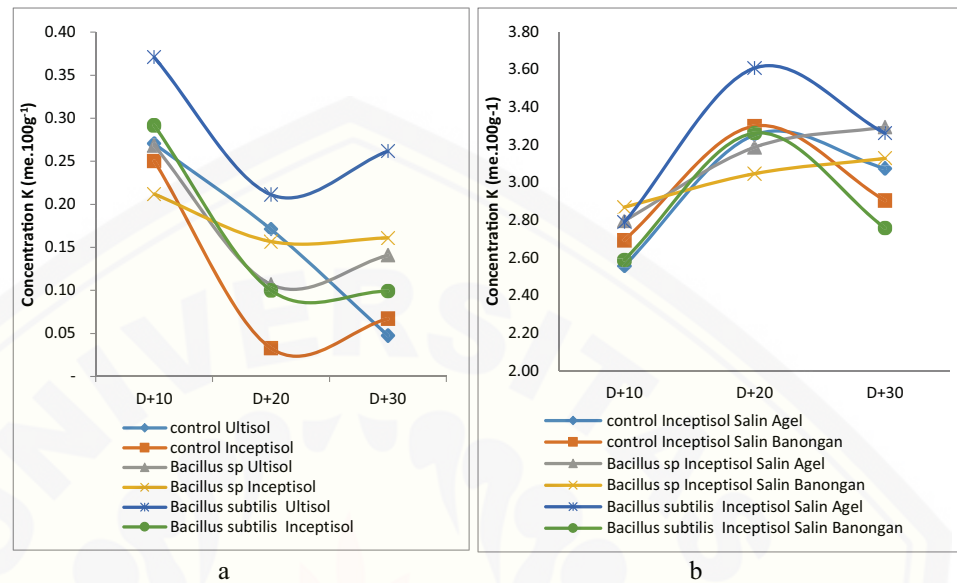 Concentration K (me.100g-1)
0.40
0.35
0.30
0.25
0.20
0.15
0.10
0.05
-
D+10 D+20 D+30
control Ultisol
control Inceptisol
Bacillus sp Ultisol
Bacillus sp Inceptisol
Bacillus subtilis Ultisol
Bacillus subtilis Inceptisol
a
Concentration K (me.100g-1)
3.80
3.60
3.40
3.20
3.00
2.80
2.60
2.40
2.20
2.00
D+10 D+20 D+30
control Inceptisol Salin Agel
control Inceptisol Salin Banongan
Bacillus sp Inceptisol Salin Agel
Bacillus sp Inceptisol Salin Banongan
Bacillus subtilis Inceptisol Salin Agel
Bacillus subtilis Inceptisol Salin Banongan
b
UNIVERSIT